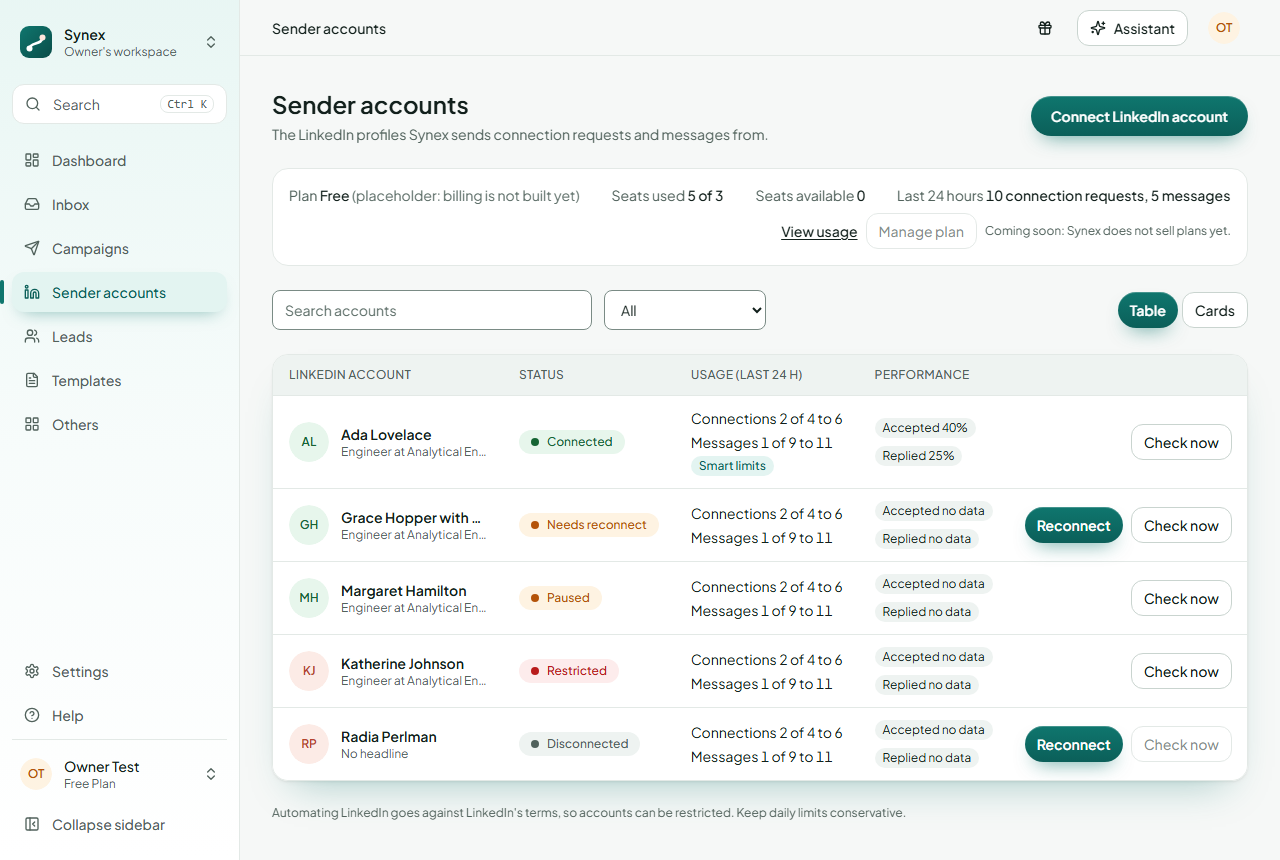 Synex
Owner's workspace
Search
Ctrl K
Dashboard
Inbox
Campaigns
Sender accounts
Leads
Templates
Others
Settings
Help
OT
Owner Test
Free Plan
Collapse sidebar
Sender accounts
Assistant
OT
Sender accounts
The LinkedIn profiles Synex sends connection requests and messages from.
Connect LinkedIn account
Plan Free (placeholder: billing is not built yet)
Seats used 5 of 3
Seats available 0
Last 24 hours 10 connection requests, 5 messages
View usage
Manage plan
Coming soon: Synex does not sell plans yet.
Search accounts
All
Table
Cards
LINKEDIN ACCOUNT
STATUS
USAGE (LAST 24 H)
PERFORMANCE
AL
Ada Lovelace
Engineer at Analytical En...
Connected
Connections 2 of 4 to 6
Messages 1 of 9 to 11
Smart limits
Accepted 40%
Replied 25%
Check now
GH
Grace Hopper with ...
Engineer at Analytical En...
Needs reconnect
Connections 2 of 4 to 6
Messages 1 of 9 to 11
Accepted no data
Replied no data
Reconnect
Check now
MH
Margaret Hamilton
Engineer at Analytical En...
Paused
Connections 2 of 4 to 6
Messages 1 of 9 to 11
Accepted no data
Replied no data
Check now
KJ
Katherine Johnson
Engineer at Analytical En...
Restricted
Connections 2 of 4 to 6
Messages 1 of 9 to 11
Accepted no data
Replied no data
Check now
RP
Radia Perlman
No headline
Disconnected
Connections 2 of 4 to 6
Messages 1 of 9 to 11
Accepted no data
Replied no data
Reconnect
Check now
Automating LinkedIn goes against LinkedIn's terms, so accounts can be restricted. Keep daily limits conservative.